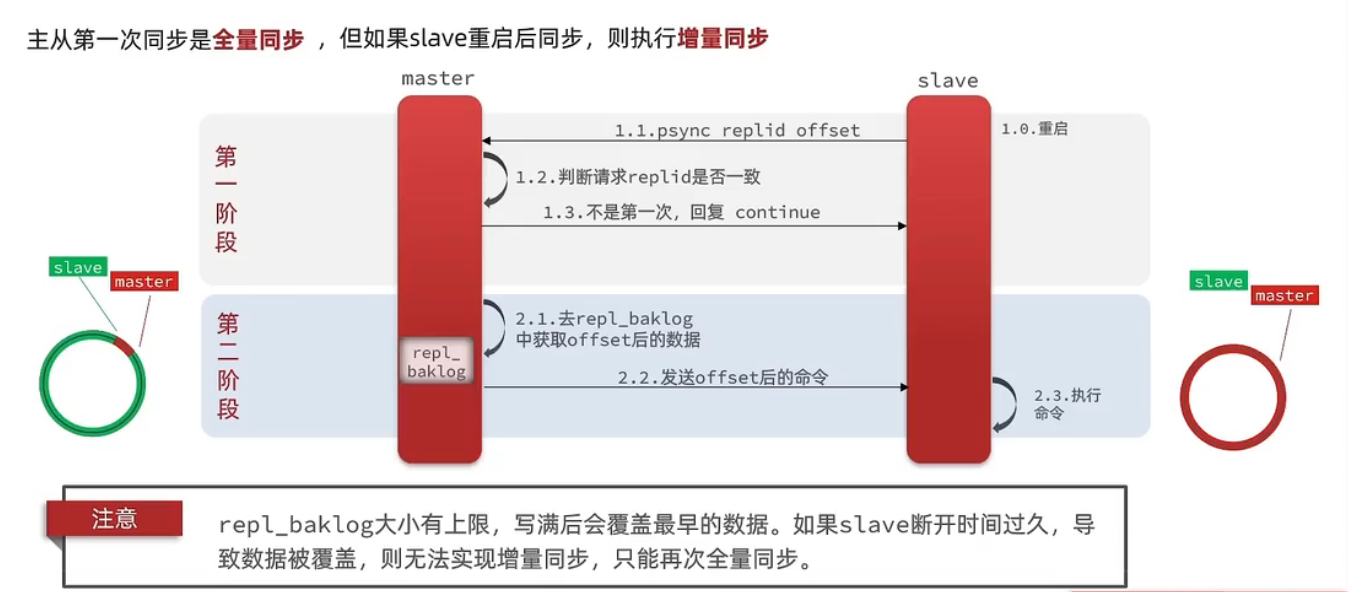 主从第一次同步是全量同步 ，但如果slave重启后同步，则执行增量同步
master
slave
第一阶段
1.0.重启
1.1.psync replid offset
1.2.判断请求replid是否一致
1.3.不是第一次，回复 continue
slave
master
第二阶段
2.1.去repl_baklog
中获取offset后的数据
repl_
baklog
2.2.发送offset后的命令
2.3.执行
命令
slave
master
注意
repl_baklog大小有上限，写满后会覆盖最早的数据。如果slave断开时间过久，导
致数据被覆盖，则无法实现增量同步，只能再次全量同步。